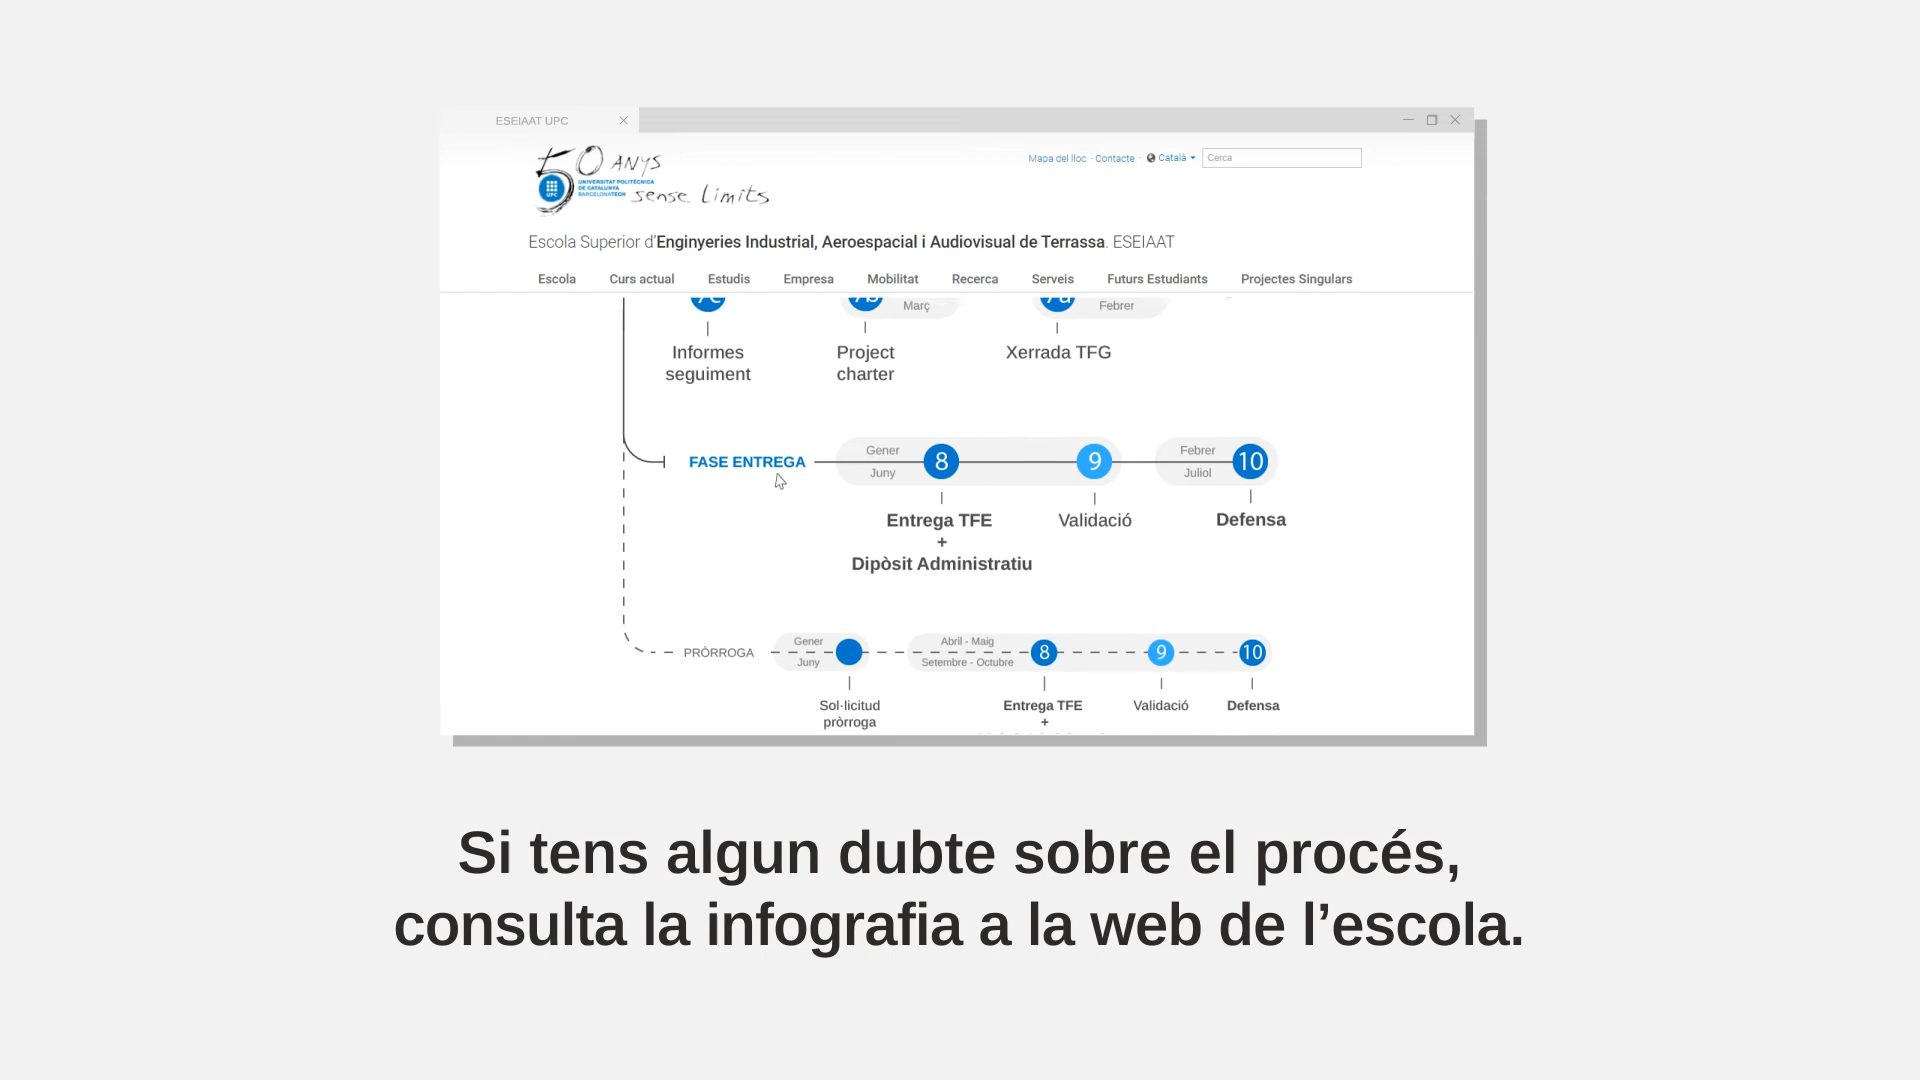 ESEIAAT UPC
50 ANYS
UNIVERSITAT POLITÈCNICA
DE CATALUNYA
BARCELONATECH
UPC
sense límits
Mapa del lloc · Contacte · Català
Cerca
Escola Superior d'Enginyeries Industrial, Aeroespacial i Audiovisual de Terrassa. ESEIAAT
Escola Curs actual Estudis Empresa Mobilitat Recerca Serveis Futurs Estudiants Projectes Singulars
7c 7b Març 7a Febrer
Informes
seguiment
Project
charter
Xerrada TFG
FASE ENTREGA
Gener
Juny
8
9
Febrer
Juliol
10
Entrega TFE
+
Dipòsit Administratiu
Validació
Defensa
PRÒRROGA
Gener
Juny
Abril - Maig
Setembre - Octubre
8
9
10
Sol·licitud
pròrroga
Entrega TFE
+
Validació
Defensa
Si tens algun dubte sobre el procés,
consulta la infografia a la web de l’escola.